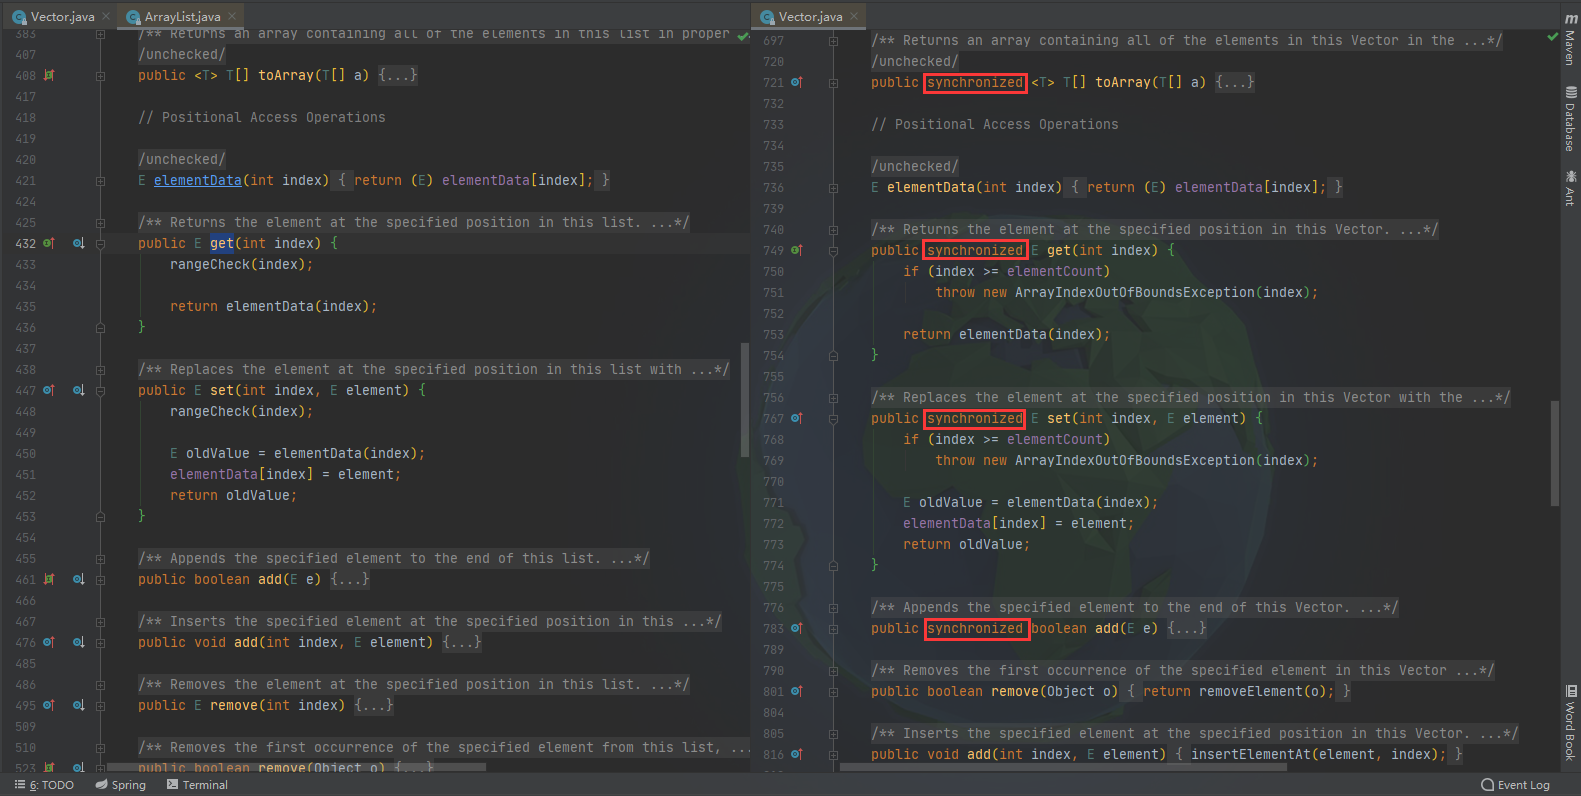 Vector.java × ArrayList.java ×
383 /** Returns an array containing all of the elements in this list in proper
407 /unchecked/
408 public <T> T[] toArray(T[] a) {...}
417
418 // Positional Access Operations
419
420 /unchecked/
421 E elementData(int index) { return (E) elementData[index]; }
424
425 /** Returns the element at the specified position in this list. ...*/
432 public E get(int index) {
433 rangeCheck(index);
434
435 return elementData(index);
436 }
437
438 /** Replaces the element at the specified position in this list with ...*/
447 public E set(int index, E element) {
448 rangeCheck(index);
449
450 E oldValue = elementData(index);
451 elementData[index] = element;
452 return oldValue;
453 }
454
455 /** Appends the specified element to the end of this list. ...*/
461 public boolean add(E e) {...}
466
467 /** Inserts the specified element at the specified position in this ...*/
476 public void add(int index, E element) {...}
485
486 /** Removes the element at the specified position in this list. ...*/
495 public E remove(int index) {...}
509
510 /** Removes the first occurrence of the specified element from this list, ...
523 public boolean remove(Object o) {...}
Vector.java ×
697 /** Returns an array containing all of the elements in this Vector in the ...*/
720 /unchecked/
721 public synchronized <T> T[] toArray(T[] a) {...}
732
733 // Positional Access Operations
734
735 /unchecked/
736 E elementData(int index) { return (E) elementData[index]; }
739
740 /** Returns the element at the specified position in this Vector. ...*/
749 public synchronized E get(int index) {
750 if (index >= elementCount)
751 throw new ArrayIndexOutOfBoundsException(index);
752
753 return elementData(index);
754 }
755
756 /** Replaces the element at the specified position in this Vector with the ...*/
767 public synchronized E set(int index, E element) {
768 if (index >= elementCount)
769 throw new ArrayIndexOutOfBoundsException(index);
770
771 E oldValue = elementData(index);
772 elementData[index] = element;
773 return oldValue;
774 }
775
776 /** Appends the specified element to the end of this Vector. ...*/
783 public synchronized boolean add(E e) {...}
789
790 /** Removes the first occurrence of the specified element in this Vector ...*/
801 public boolean remove(Object o) { return removeElement(o); }
804
805 /** Inserts the specified element at the specified position in this Vector. ...*/
816 public void add(int index, E element) { insertElementAt(element, index); }
m Maven
Database
Ant
Word Book
6: TODO Spring Terminal
Event Log